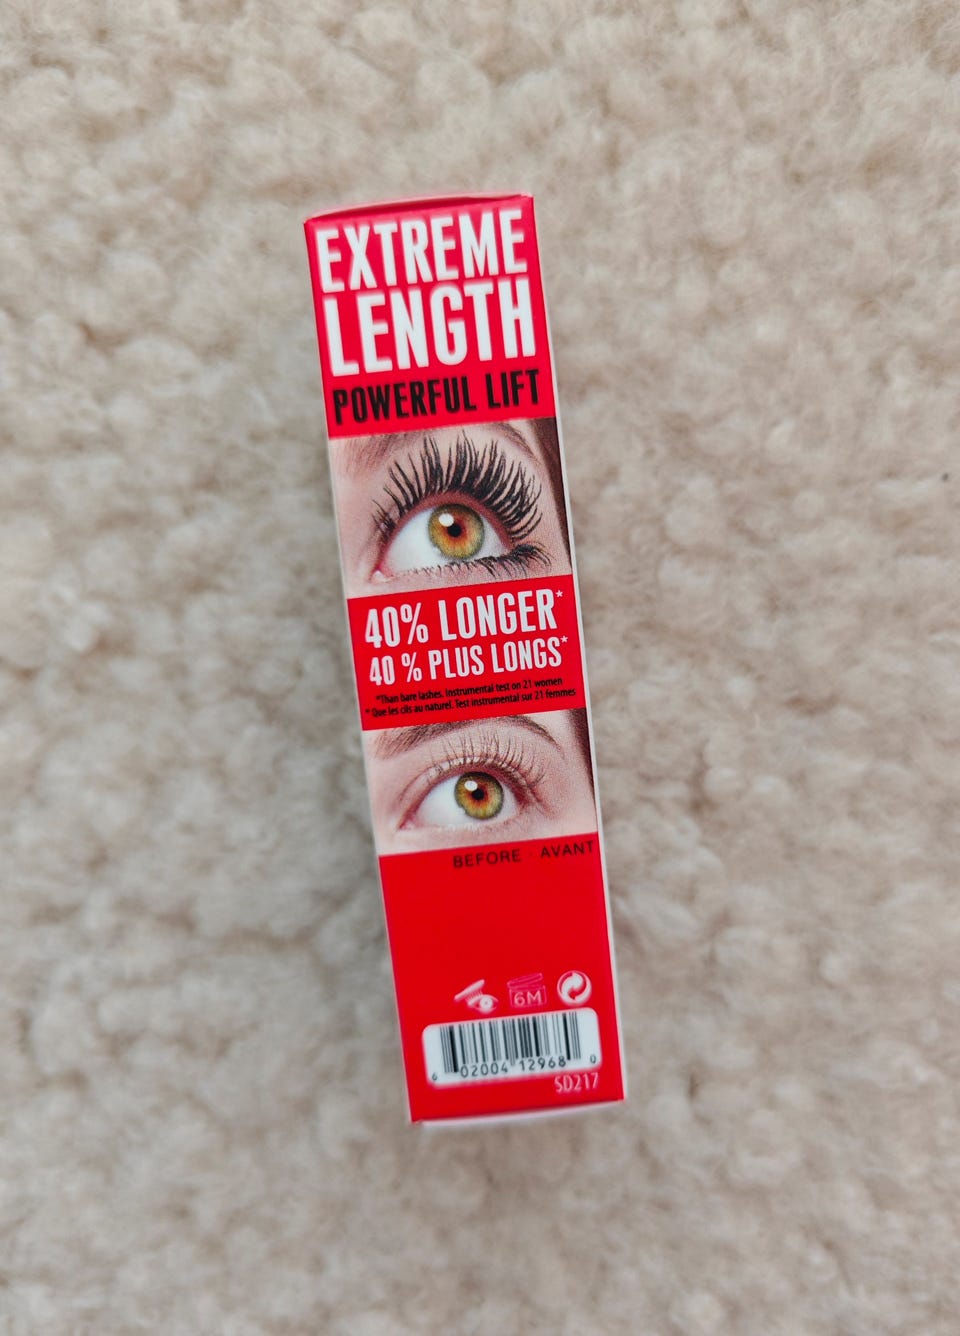 EXTREME
LENGTH
POWERFUL LIFT
40% LONGER*
40 % PLUS LONGS*
*Than bare lashes. Instrumental test on 21 women
* Que les cils au naturel. Test instrumental sur 21 femmes
BEFORE - AVANT
6M
6 02004 12968 0
SD217